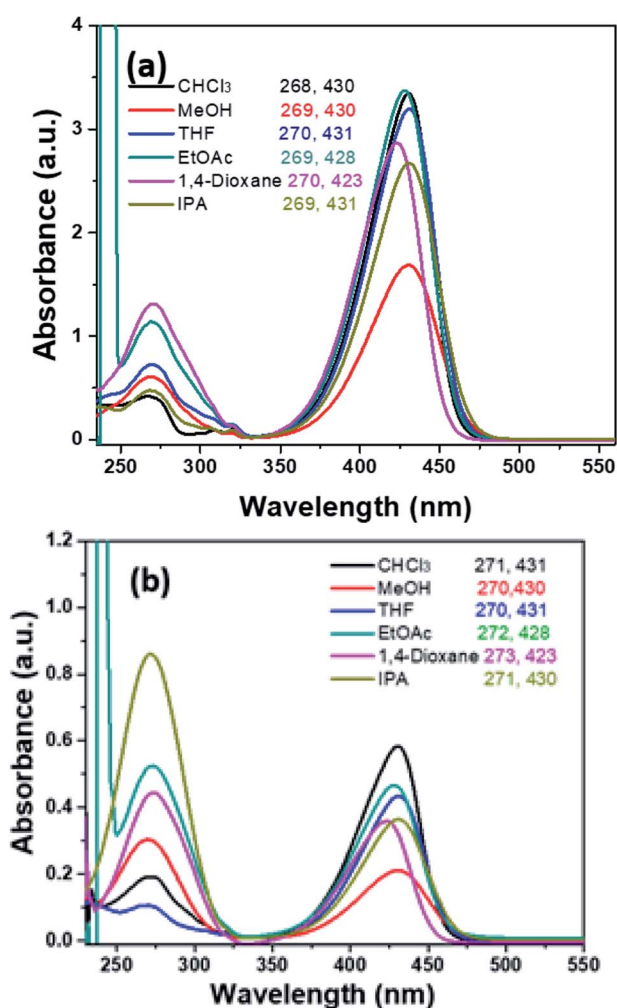 (a)
CHCl₃ 268, 430
MeOH 269, 430
THF 270, 431
EtOAc 269, 428
1,4-Dioxane 270, 423
IPA 269, 431
4
3
2
1
0
Absorbance (a.u.)
250 300 350 400 450 500 550
Wavelength (nm)
(b)
CHCl₃ 271, 431
MeOH 270,430
THF 270, 431
EtOAc 272, 428
1,4-Dioxane 273, 423
IPA 271, 430
1.2
1.0
0.8
0.6
0.4
0.2
0.0
Absorbance (a.u.)
250 300 350 400 450 500 550
Wavelength (nm)